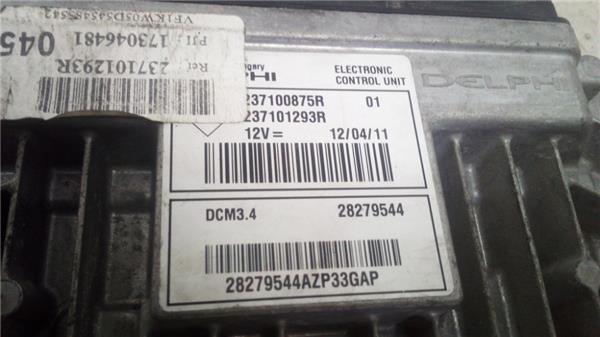 ELECTRONIC
CONTROL UNIT
DELPHI
237100875R 01
237101293R
12V= 12/04/11
DCM3.4 28279544
28279544AZP33GAP
Ref: 237101293R
PJI: 173046481
045